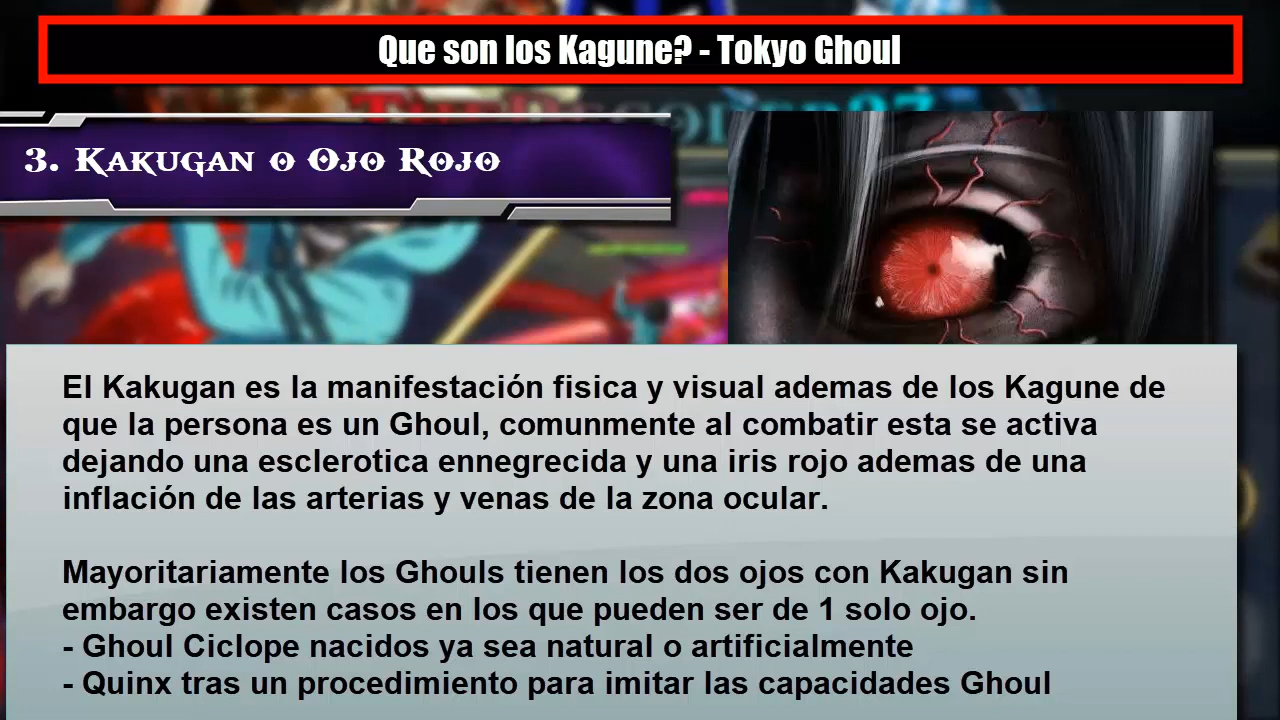 Que son los Kagune? - Tokyo Ghoul
TheRecorder97
3. Kakugan o Ojo Rojo
El Kakugan es la manifestación fisica y visual ademas de los Kagune de
que la persona es un Ghoul, comunmente al combatir esta se activa
dejando una esclerotica ennegrecida y una iris rojo ademas de una
inflación de las arterias y venas de la zona ocular.
Mayoritariamente los Ghouls tienen los dos ojos con Kakugan sin
embargo existen casos en los que pueden ser de 1 solo ojo.
- Ghoul Ciclope nacidos ya sea natural o artificialmente
- Quinx tras un procedimiento para imitar las capacidades Ghoul